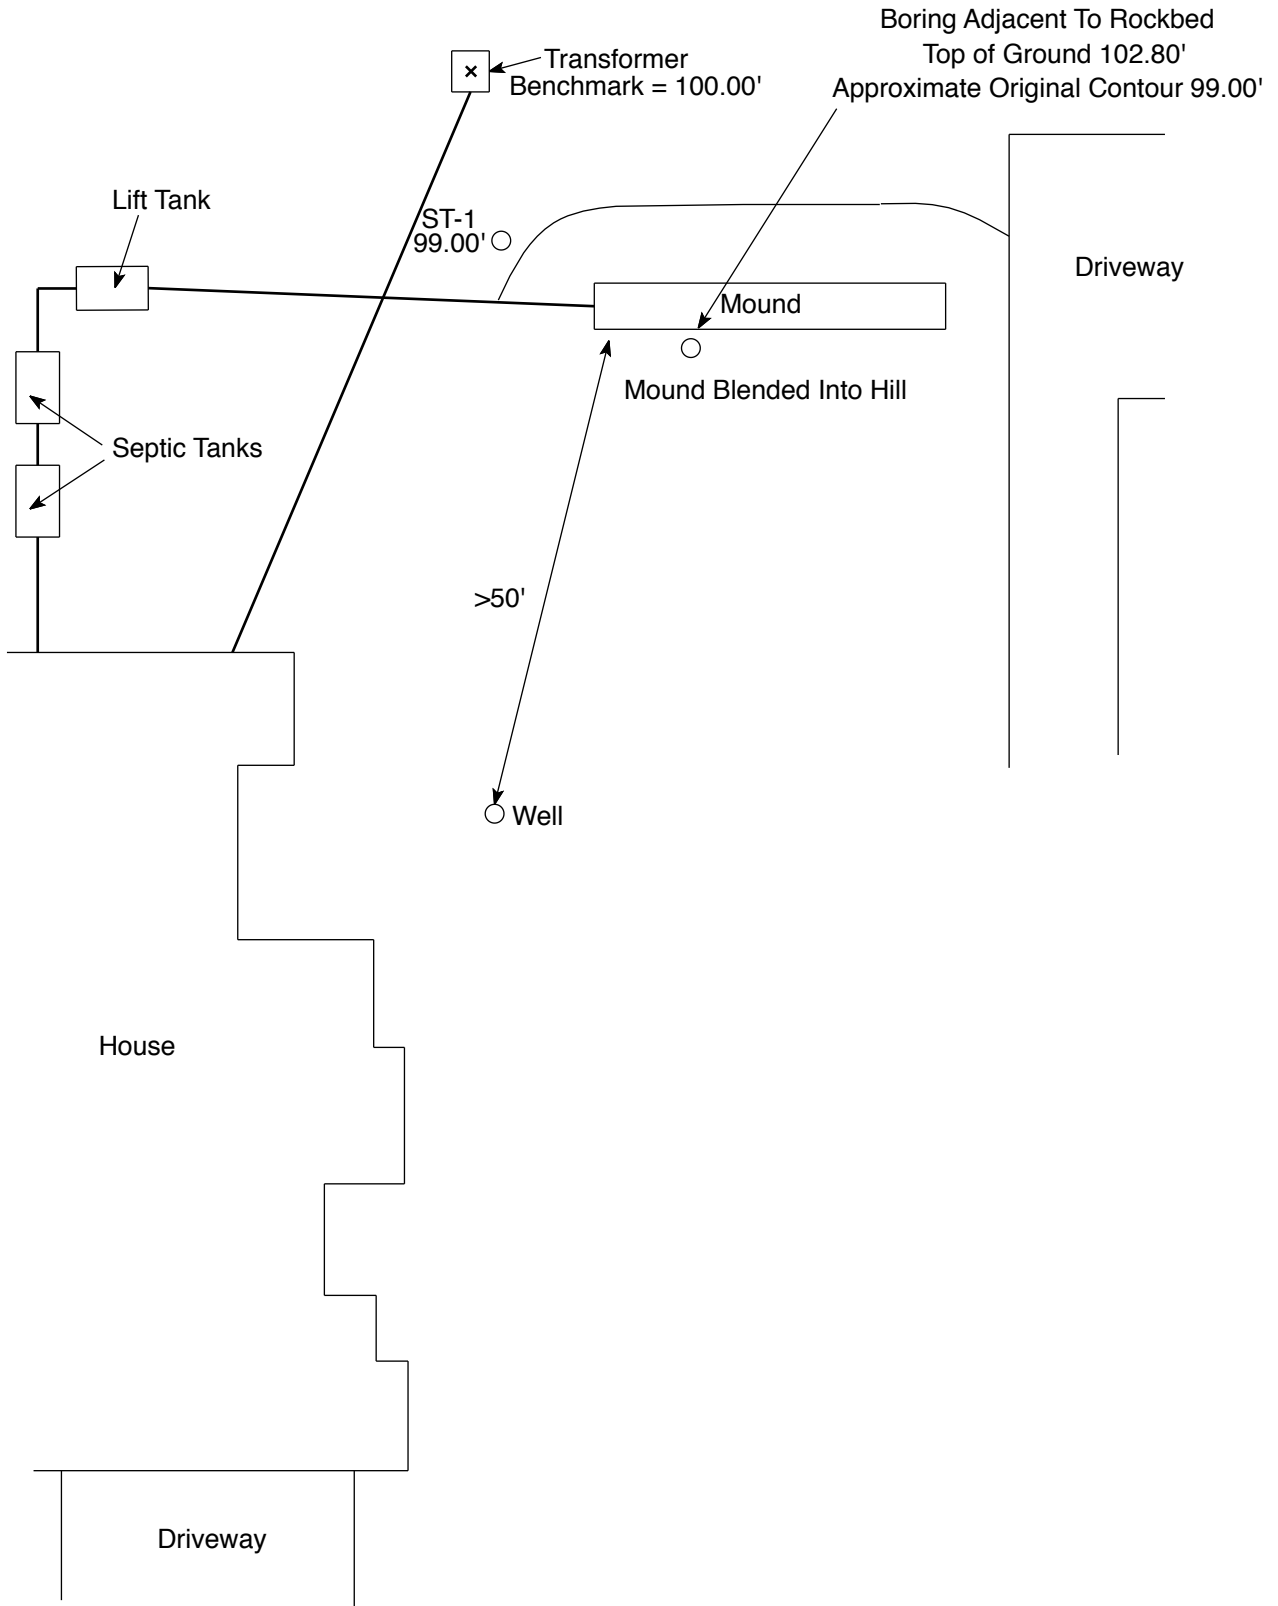 Boring Adjacent To Rockbed
Top of Ground 102.80'
Approximate Original Contour 99.00'
Transformer
Benchmark = 100.00'
Lift Tank
ST-1
99.00'
Driveway
Mound
Mound Blended Into Hill
Septic Tanks
>50'
Well
House
Driveway